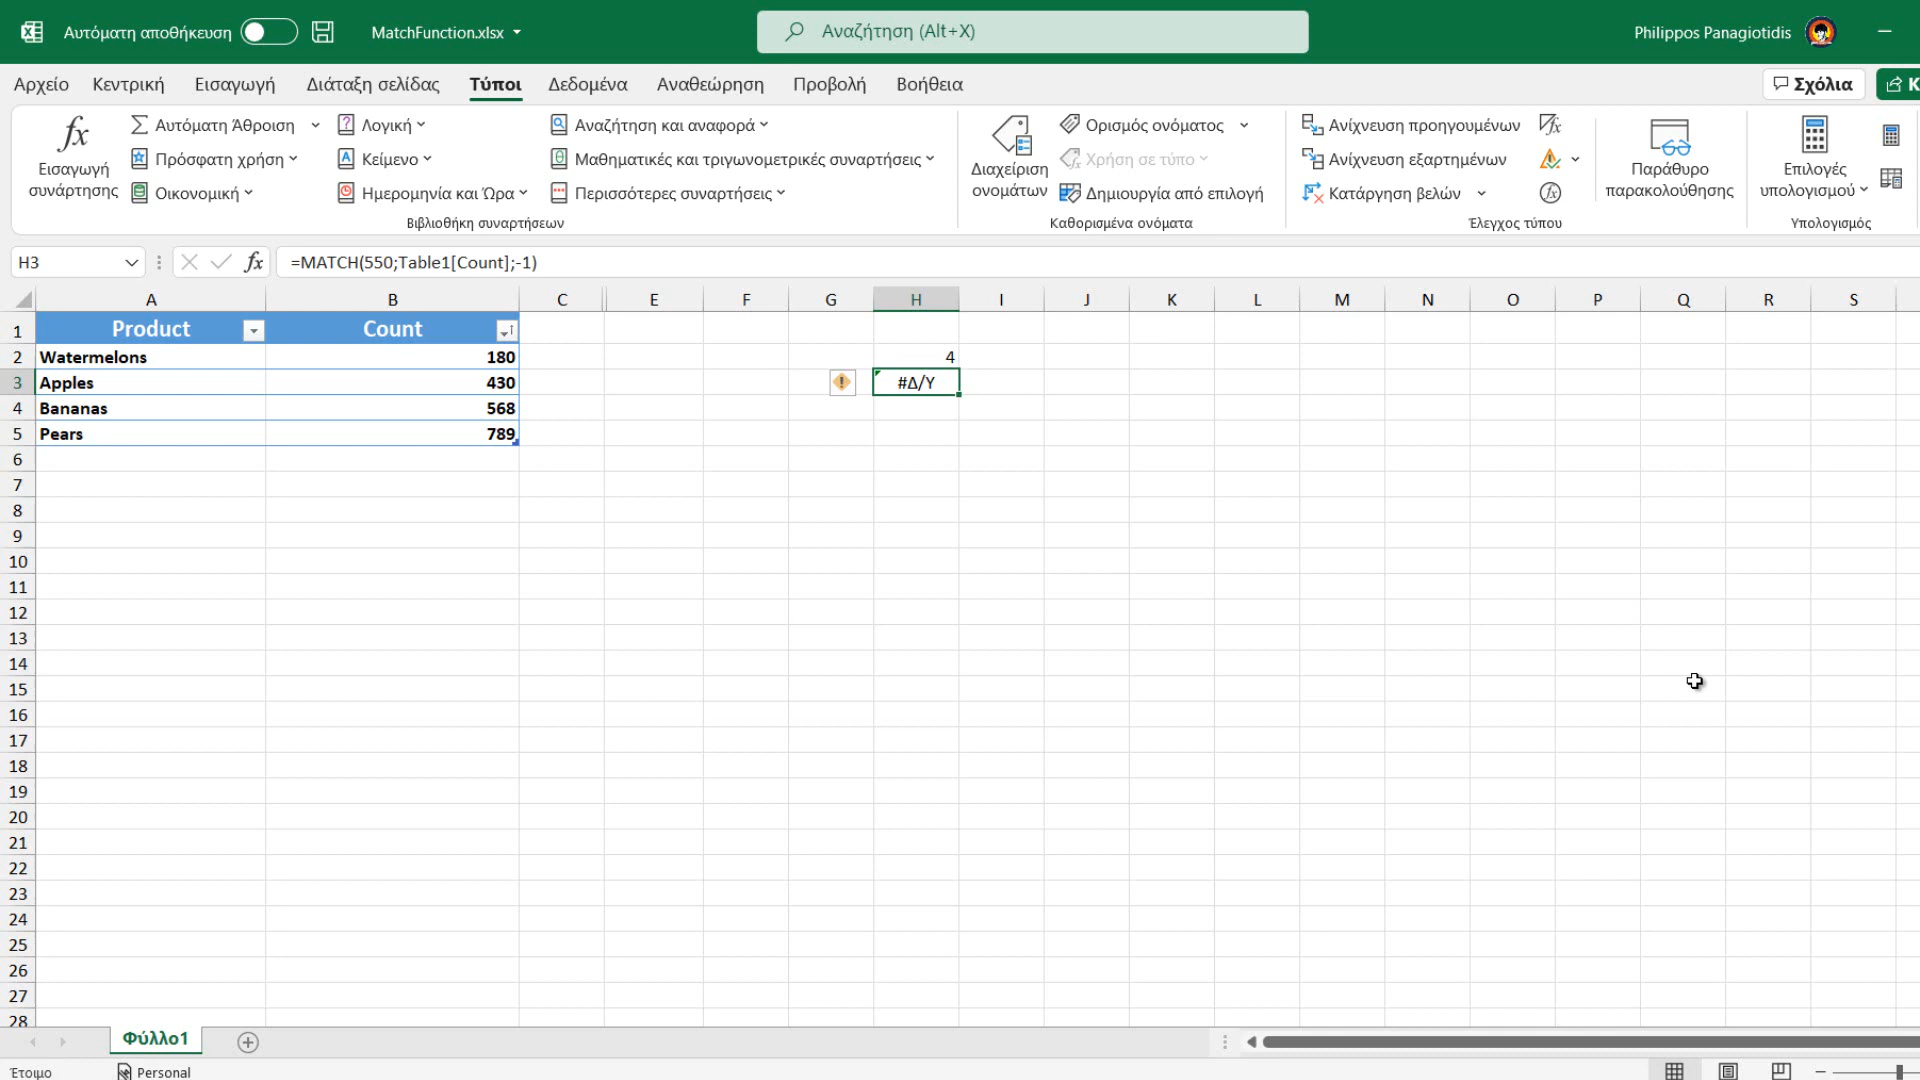 Αυτόματη αποθήκευση MatchFunction.xlsx Αναζήτηση (Alt+X) Philippos Panagiotidis
Αρχείο Κεντρική Εισαγωγή Διάταξη σελίδας Τύποι Δεδομένα Αναθεώρηση Προβολή Βοήθεια Σχόλια Κ
fx Εισαγωγή συνάρτησης
Αυτόματη Άθροιση
Πρόσφατη χρήση
Οικονομική
Λογική
Κείμενο
Ημερομηνία και Ώρα
Αναζήτηση και αναφορά
Μαθηματικές και τριγωνομετρικές συναρτήσεις
Περισσότερες συναρτήσεις
Βιβλιοθήκη συναρτήσεων
Διαχείριση
ονομάτων
Ορισμός ονόματος
Χρήση σε τύπο
Δημιουργία από επιλογή
Καθορισμένα ονόματα
Ανίχνευση προηγουμένων
Ανίχνευση εξαρτημένων
Κατάργηση βελών
Έλεγχος τύπου
Παράθυρο
παρακολούθησης
Επιλογές
υπολογισμού
Υπολογισμός
H3 fx =MATCH(550;Table1[Count];-1)
A B C E F G H I J K L M N O P Q R S
1 Product Count
2 Watermelons 180 4
3 Apples 430 #Δ/Υ
4 Bananas 568
5 Pears 789
6
7
8
9
10
11
12
13
14
15
16
17
18
19
20
21
22
23
24
25
26
27
28
Φύλλο1
Έτοιμο Personal